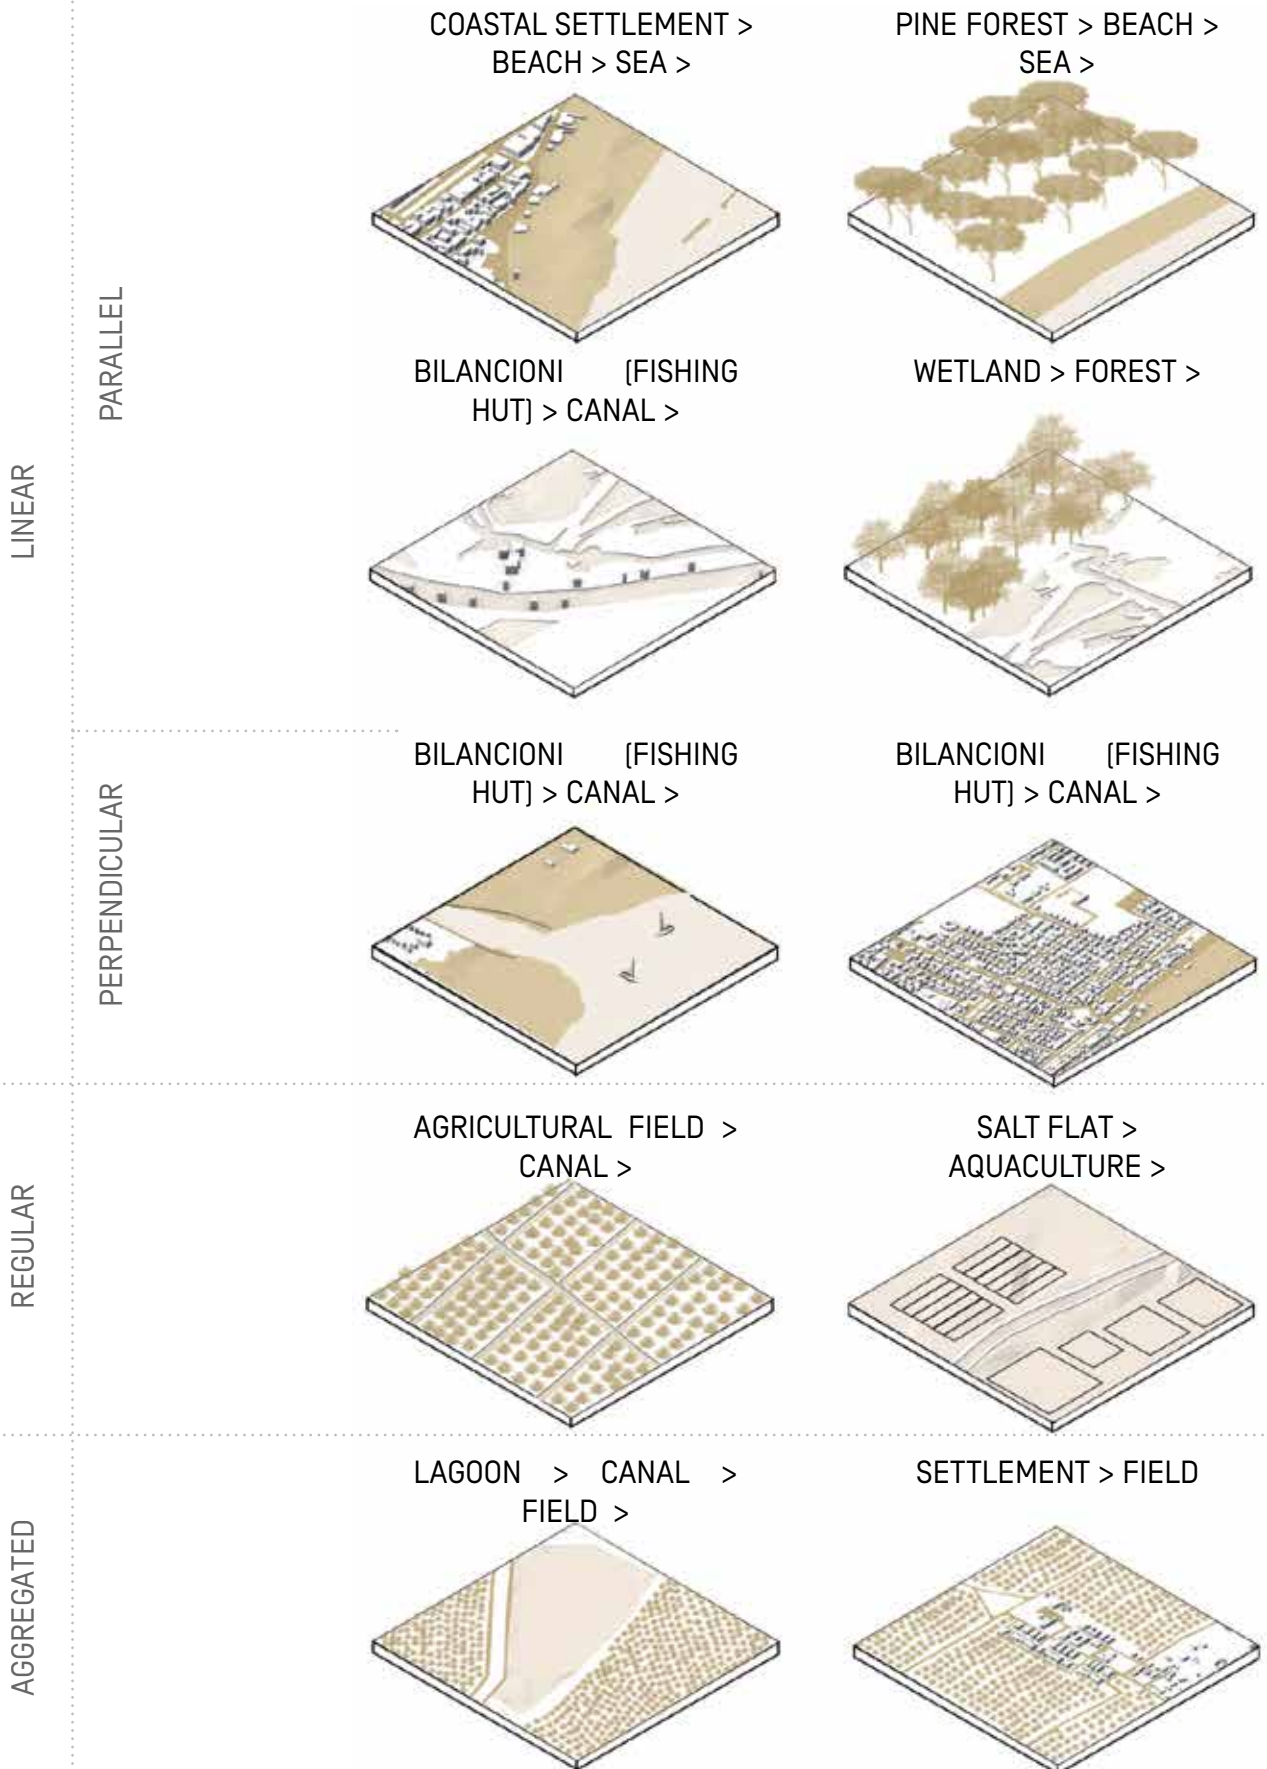 LINEAR
PARALLEL
COASTAL SETTLEMENT >
BEACH > SEA >
PINE FOREST > BEACH >
SEA >
BILANCIONI (FISHING
HUT) > CANAL >
WETLAND > FOREST >
PERPENDICULAR
BILANCIONI (FISHING
HUT) > CANAL >
BILANCIONI (FISHING
HUT) > CANAL >
REGULAR
AGRICULTURAL FIELD >
CANAL >
SALT FLAT >
AQUACULTURE >
AGGREGATED
LAGOON > CANAL >
FIELD >
SETTLEMENT > FIELD